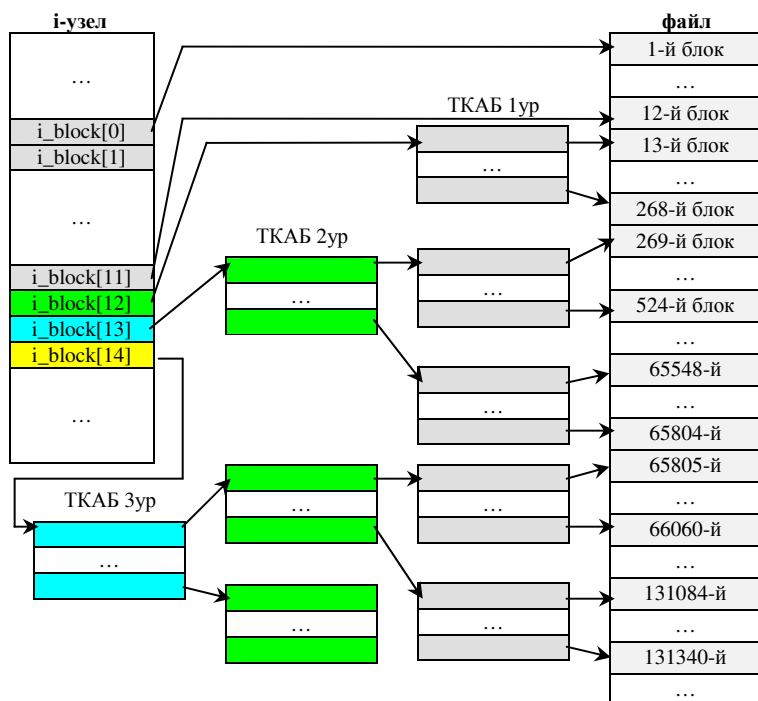 i-узел
…
i_block[0]
i_block[1]
…
i_block[11]
i_block[12]
i_block[13]
i_block[14]
…
ТКАБ 1ур
…
ТКАБ 2ур
…
…
…
ТКАБ 3ур
…
…
…
…
…
файл
1-й блок
…
12-й блок
13-й блок
…
268-й блок
269-й блок
…
524-й блок
…
65548-й
…
65804-й
65805-й
…
66060-й
…
131084-й
…
131340-й
…